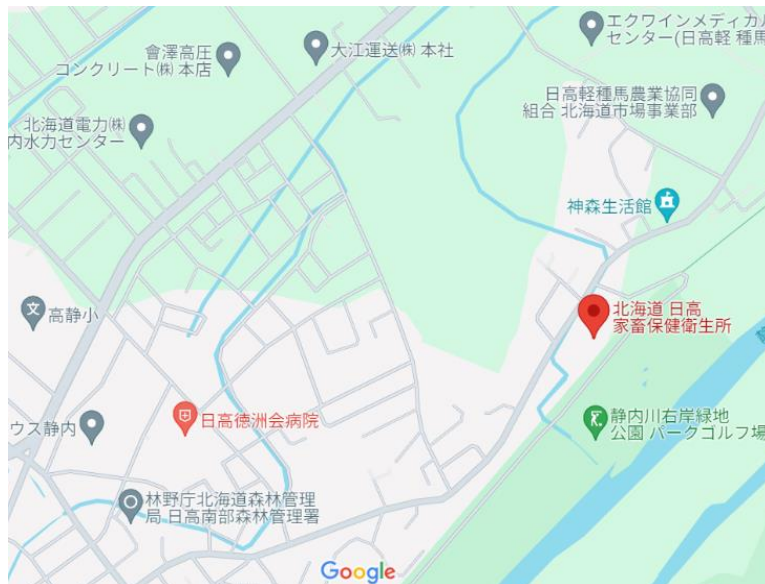 エクワインメディカル
センター(日高軽 種馬
會澤高圧
コンクリート㈱ 本店
大江運送㈱ 本社
日高軽種馬農業協同
組合 北海道市場事業部
北海道電力㈱
内水力センター
神森生活館
文
高静小
北海道 日高
家畜保健衛生所
日高徳洲会病院
ウス静内
静内川右岸緑地
公園 パークゴルフ場
林野庁北海道森林管理
局 日高南部森林管理署
Google